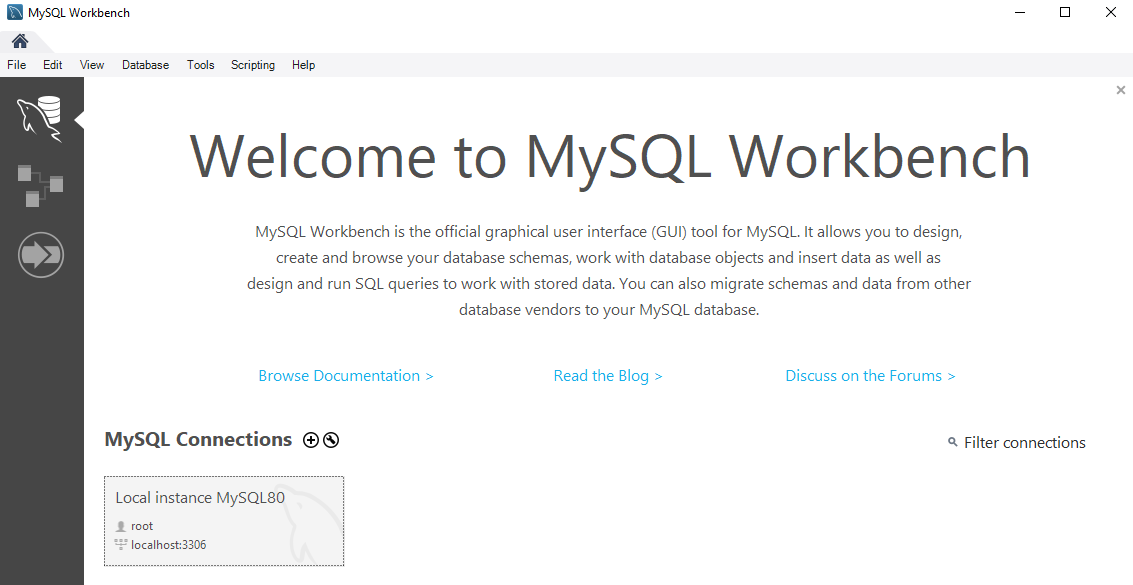 MySQL Workbench
File Edit View Database Tools Scripting Help
Welcome to MySQL Workbench
MySQL Workbench is the official graphical user interface (GUI) tool for MySQL. It allows you to design,
create and browse your database schemas, work with database objects and insert data as well as
design and run SQL queries to work with stored data. You can also migrate schemas and data from other
database vendors to your MySQL database.
Browse Documentation > Read the Blog > Discuss on the Forums >
MySQL Connections Filter connections
Local instance MySQL80
root
localhost:3306